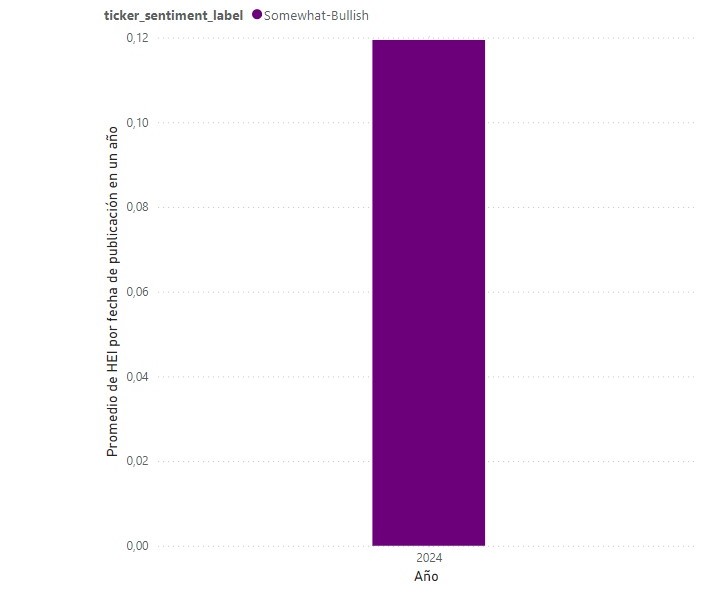 ticker_sentiment_label Somewhat-Bullish
0,12
0,10
0,08
0,06
0,04
0,02
0,00
Promedio de HEI por fecha de publicación en un año
2024
Año